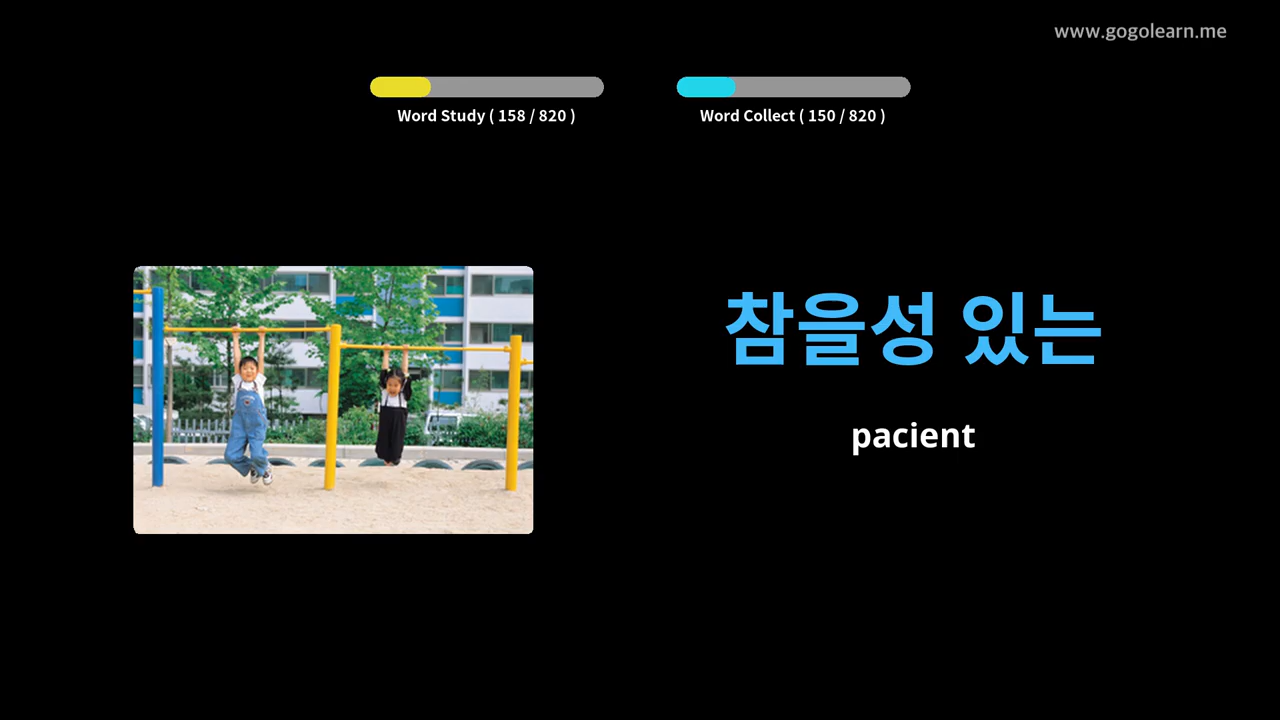 www.gogolearn.me
Word Study ( 158 / 820 )
Word Collect ( 150 / 820 )
참을성 있는
pacient